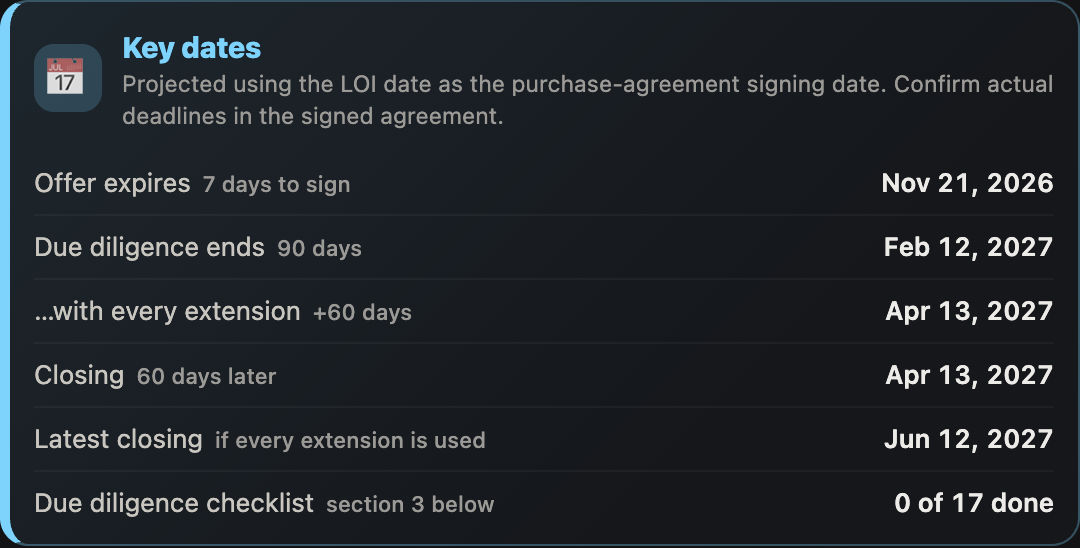 Key dates
JUL
17
Projected using the LOI date as the purchase-agreement signing date. Confirm actual
deadlines in the signed agreement.
Offer expires 7 days to sign Nov 21, 2026
Due diligence ends 90 days Feb 12, 2027
...with every extension +60 days Apr 13, 2027
Closing 60 days later Apr 13, 2027
Latest closing if every extension is used Jun 12, 2027
Due diligence checklist section 3 below 0 of 17 done